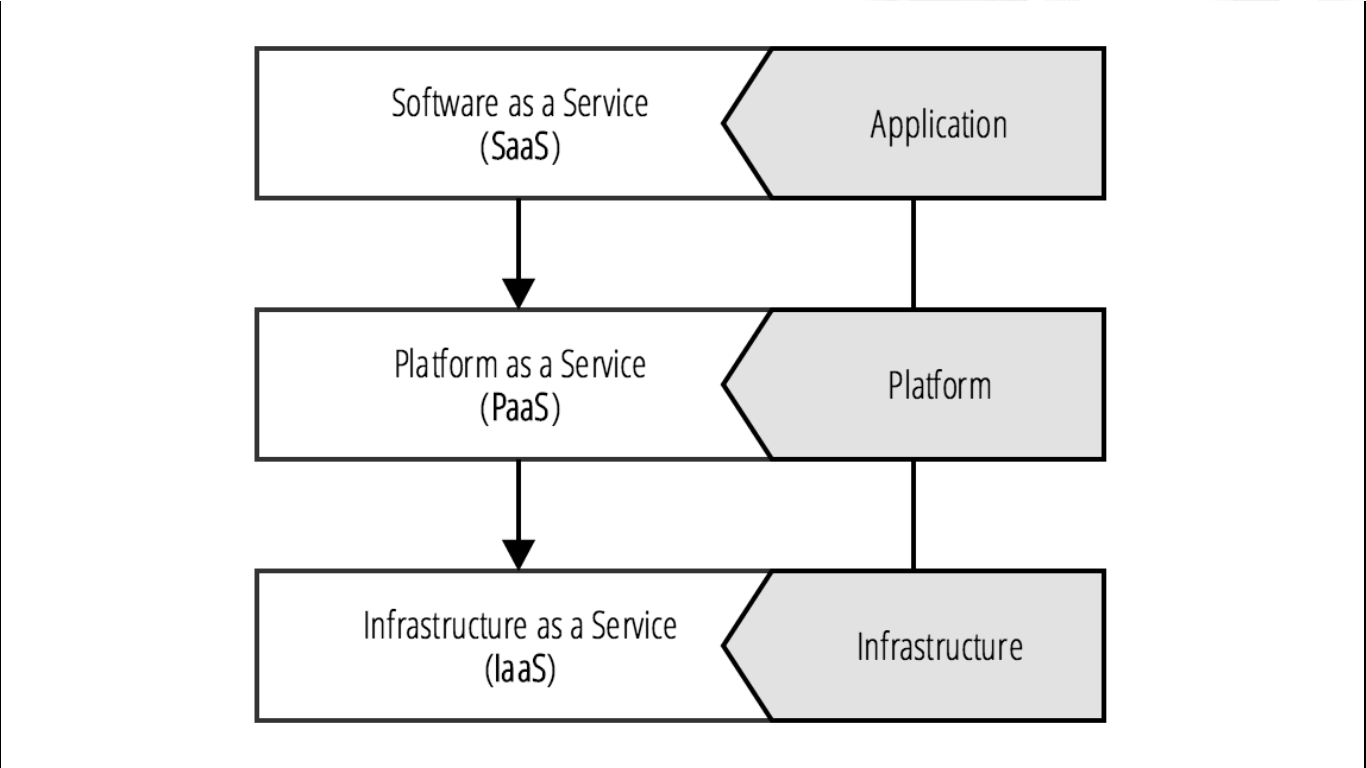 Software as a Service
(SaaS)
Application
Platform as a Service
(PaaS)
Platform
Infrastructure as a Service
(IaaS)
Infrastructure